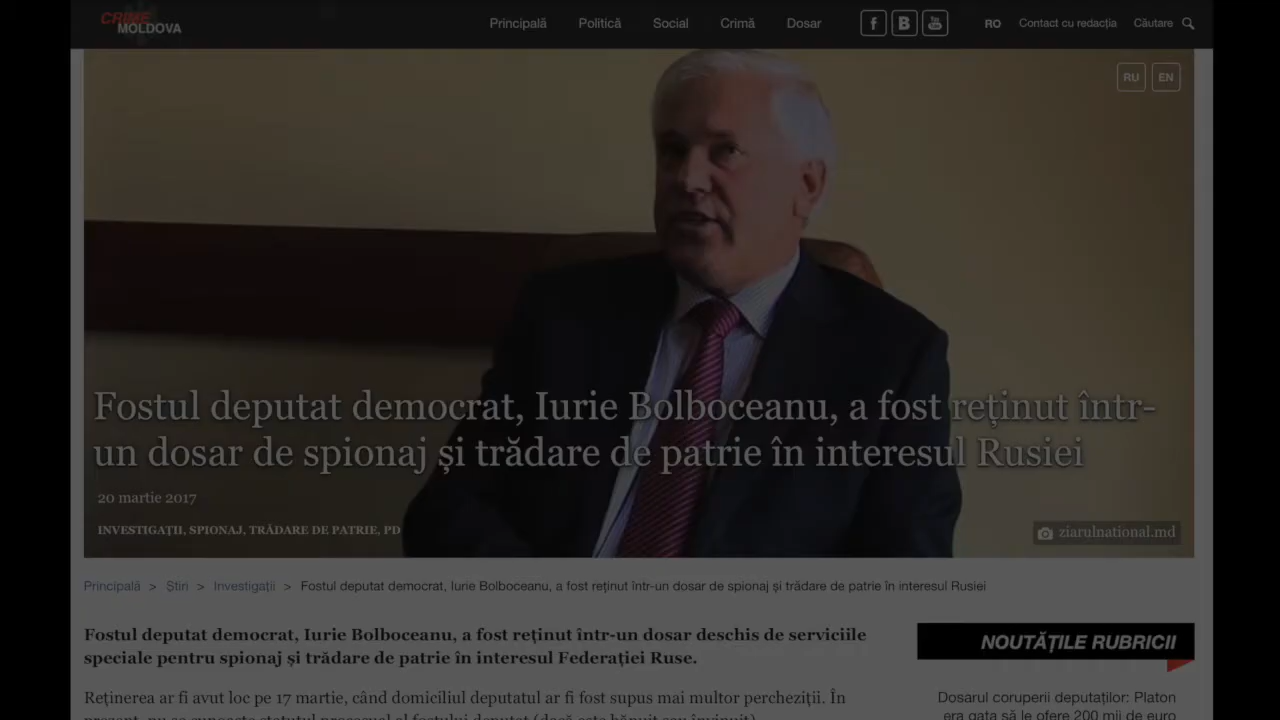 CRIME
MOLDOVA
Principală Politică Social Crimă Dosar RO Contact cu redacția Căutare
RU EN
Fostul deputat democrat, Iurie Bolboceanu, a fost reținut într-
un dosar de spionaj și trădare de patrie în interesul Rusiei
20 martie 2017
INVESTIGAȚII, SPIONAJ, TRĂDARE DE PATRIE, PD
ziarulnational.md
Principală > Știri > Investigații > Fostul deputat democrat, Iurie Bolboceanu, a fost reținut într-un dosar de spionaj și trădare de patrie în interesul Rusiei
Fostul deputat democrat, Iurie Bolboceanu, a fost reținut într-un dosar deschis de serviciile
speciale pentru spionaj și trădare de patrie în interesul Federației Ruse.
Reținerea ar fi avut loc pe 17 martie, când domiciliul deputatul ar fi fost supus mai multor percheziții. În
NOUTĂȚILE RUBRICII
Dosarul coruperii deputaților: Platon
era gata să le ofere 200 mii de euro